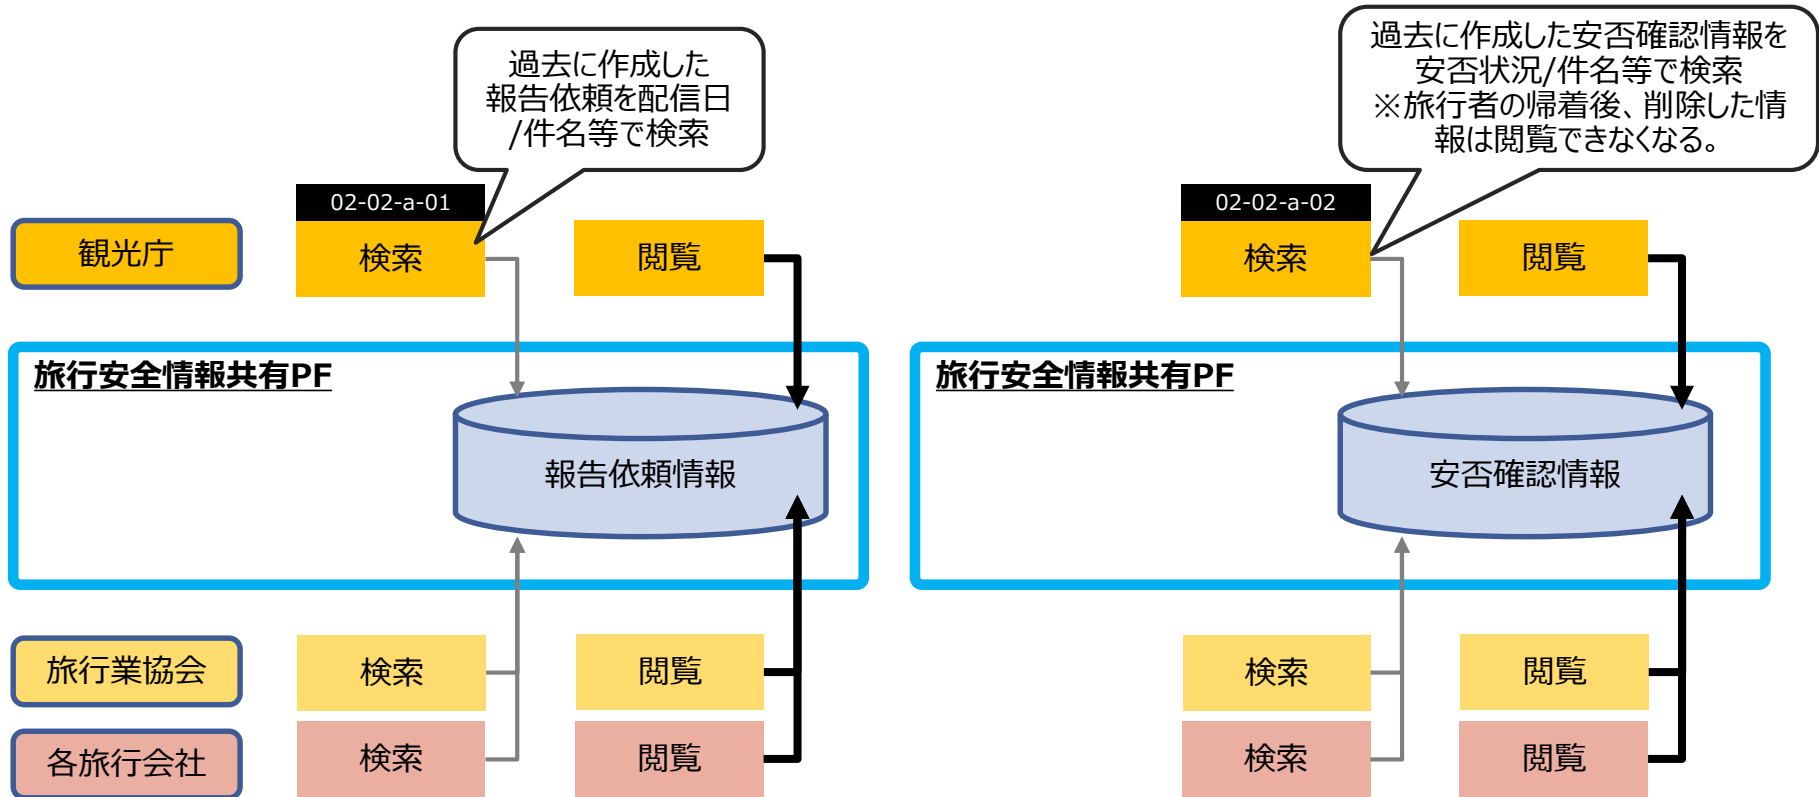 過去に作成した
報告依頼を配信日
/件名等で検索
過去に作成した安否確認情報を
安否状況/件名等で検索
※旅行者の帰着後、削除した情
報は閲覧できなくなる。
02-02-a-01
02-02-a-02
観光庁
検索
閲覧
検索
閲覧
旅行安全情報共有PF
旅行安全情報共有PF
報告依頼情報
安否確認情報
旅行業協会
検索
閲覧
検索
閲覧
各旅行会社
検索
閲覧
検索
閲覧